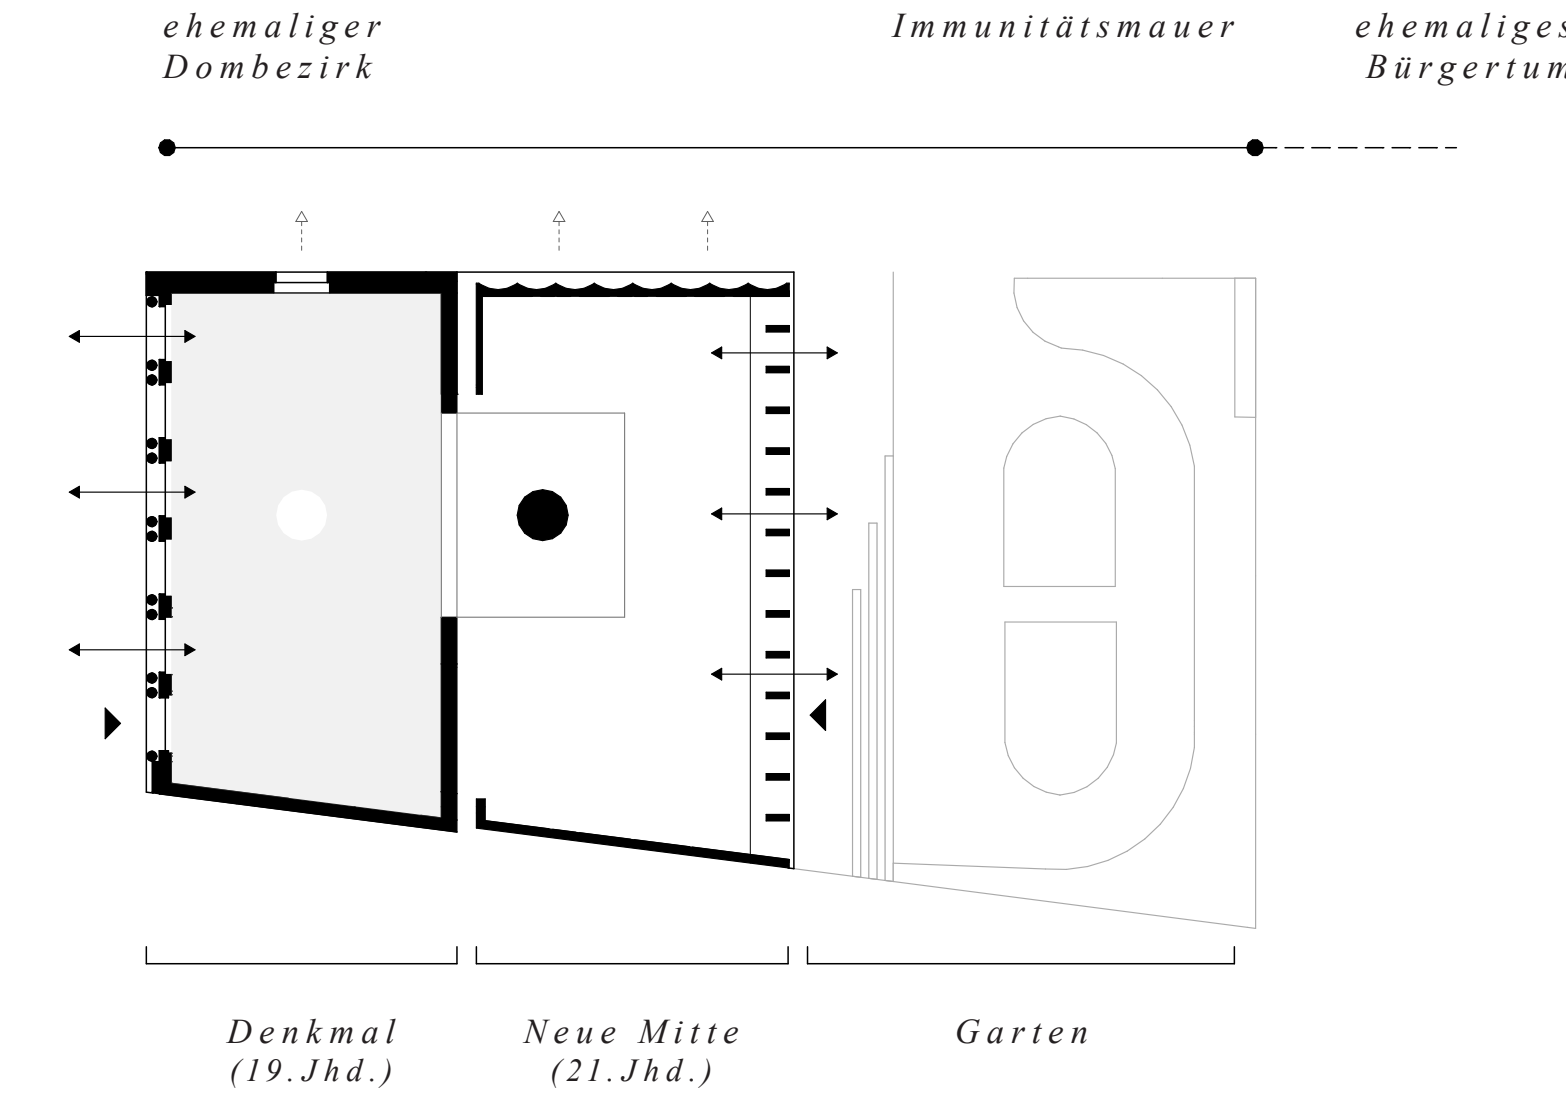 ehemaliger
Dombezirk
Immunitätsmauer
ehemaliges
Bürgertum
Denkmal
(19.Jhd.)
Neue Mitte
(21.Jhd.)
Garten